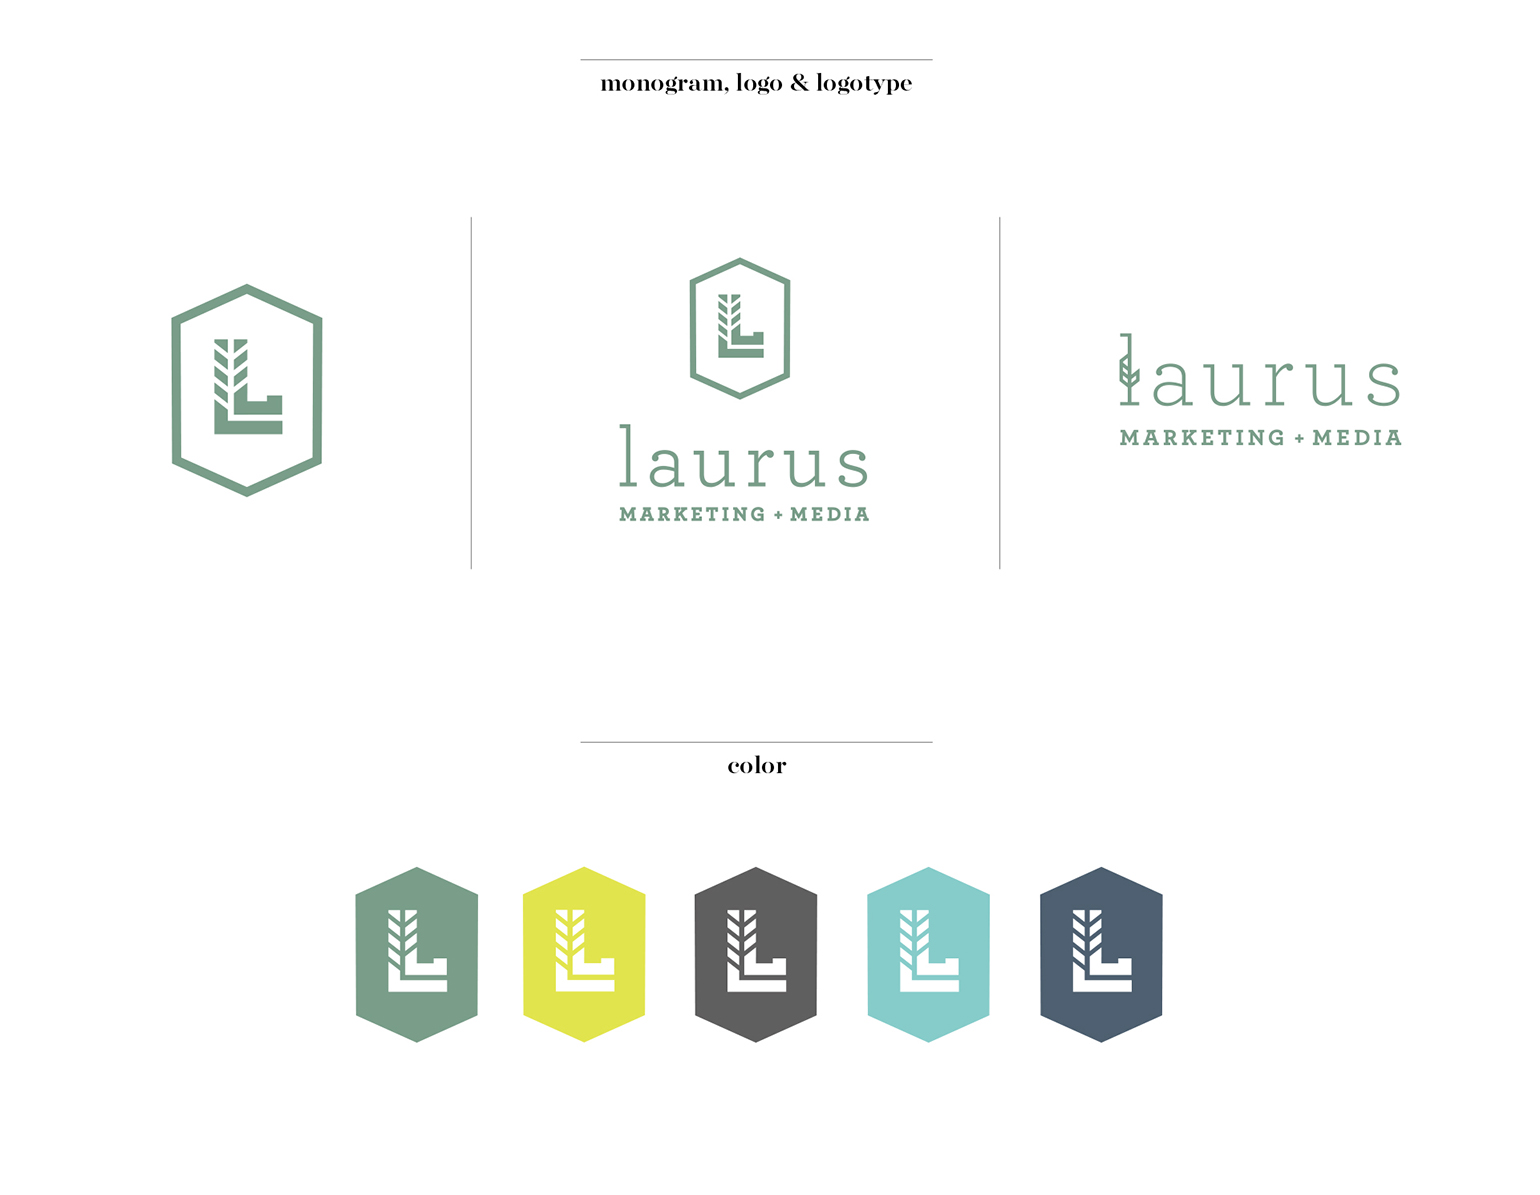 monogram, logo & logotype
L
L
laurus
MARKETING + MEDIA
laurus
MARKETING + MEDIA
color
L L L L L